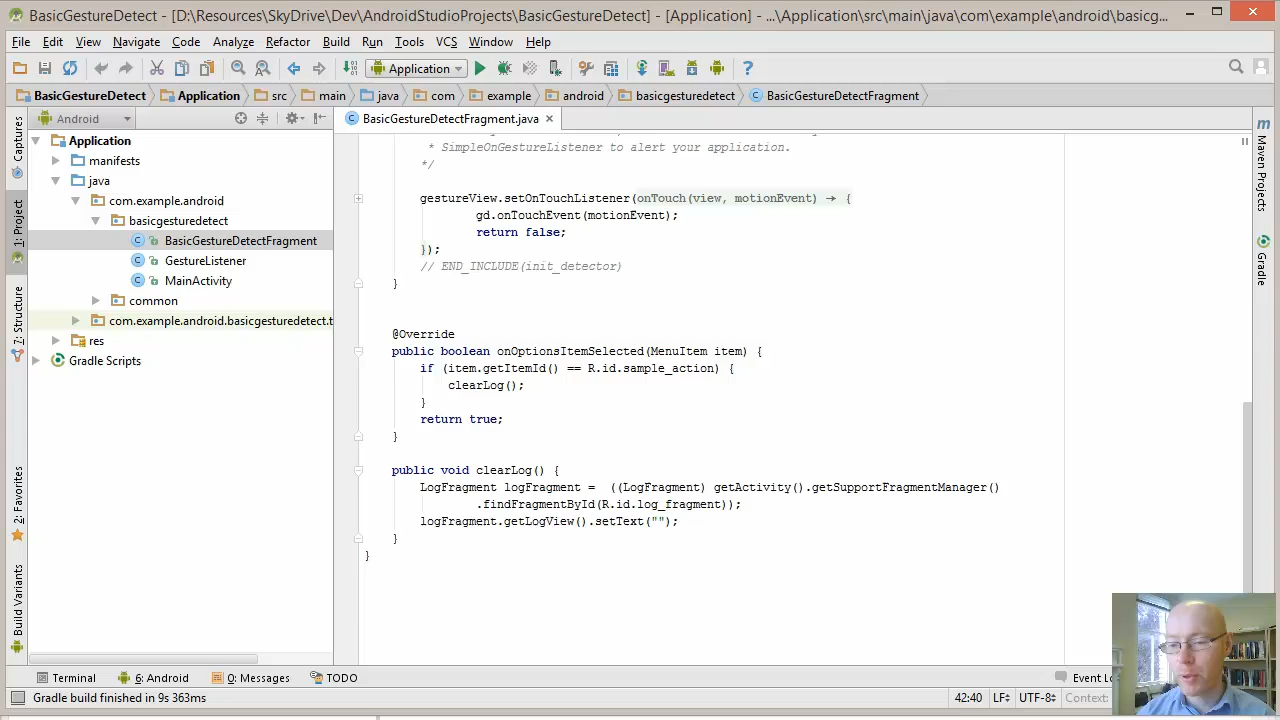 BasicGestureDetect - [D:\Resources\SkyDrive\Dev\AndroidStudioProjects\BasicGestureDetect] - [Application] - ...\Application\src\main\java\com\example\android\basicg...
File Edit View Navigate Code Analyze Refactor Build Run Tools VCS Window Help
Application
BasicGestureDetect Application src main java com example android basicgesturedetect BasicGestureDetectFragment
Android
BasicGestureDetectFragment.java
Application
manifests
java
com.example.android
basicgesturedetect
BasicGestureDetectFragment
GestureListener
MainActivity
common
com.example.android.basicgesturedetect.t
res
Gradle Scripts
Captures
1: Project
7: Structure
2: Favorites
Build Variants
* SimpleOnGestureListener to alert your application.
*/
gestureView.setOnTouchListener(onTouch(view, motionEvent) → {
gd.onTouchEvent(motionEvent);
return false;
});
// END_INCLUDE(init_detector)
}
@Override
public boolean onOptionsItemSelected(MenuItem item) {
if (item.getItemId() == R.id.sample_action) {
clearLog();
}
return true;
}
public void clearLog() {
LogFragment logFragment = ((LogFragment) getActivity().getSupportFragmentManager()
.findFragmentById(R.id.log_fragment));
logFragment.getLogView().setText("");
}
}
Maven Projects
Gradle
Terminal 6: Android 0: Messages TODO Event Lo
Gradle build finished in 9s 363ms 42:40 LF UTF-8 Context: